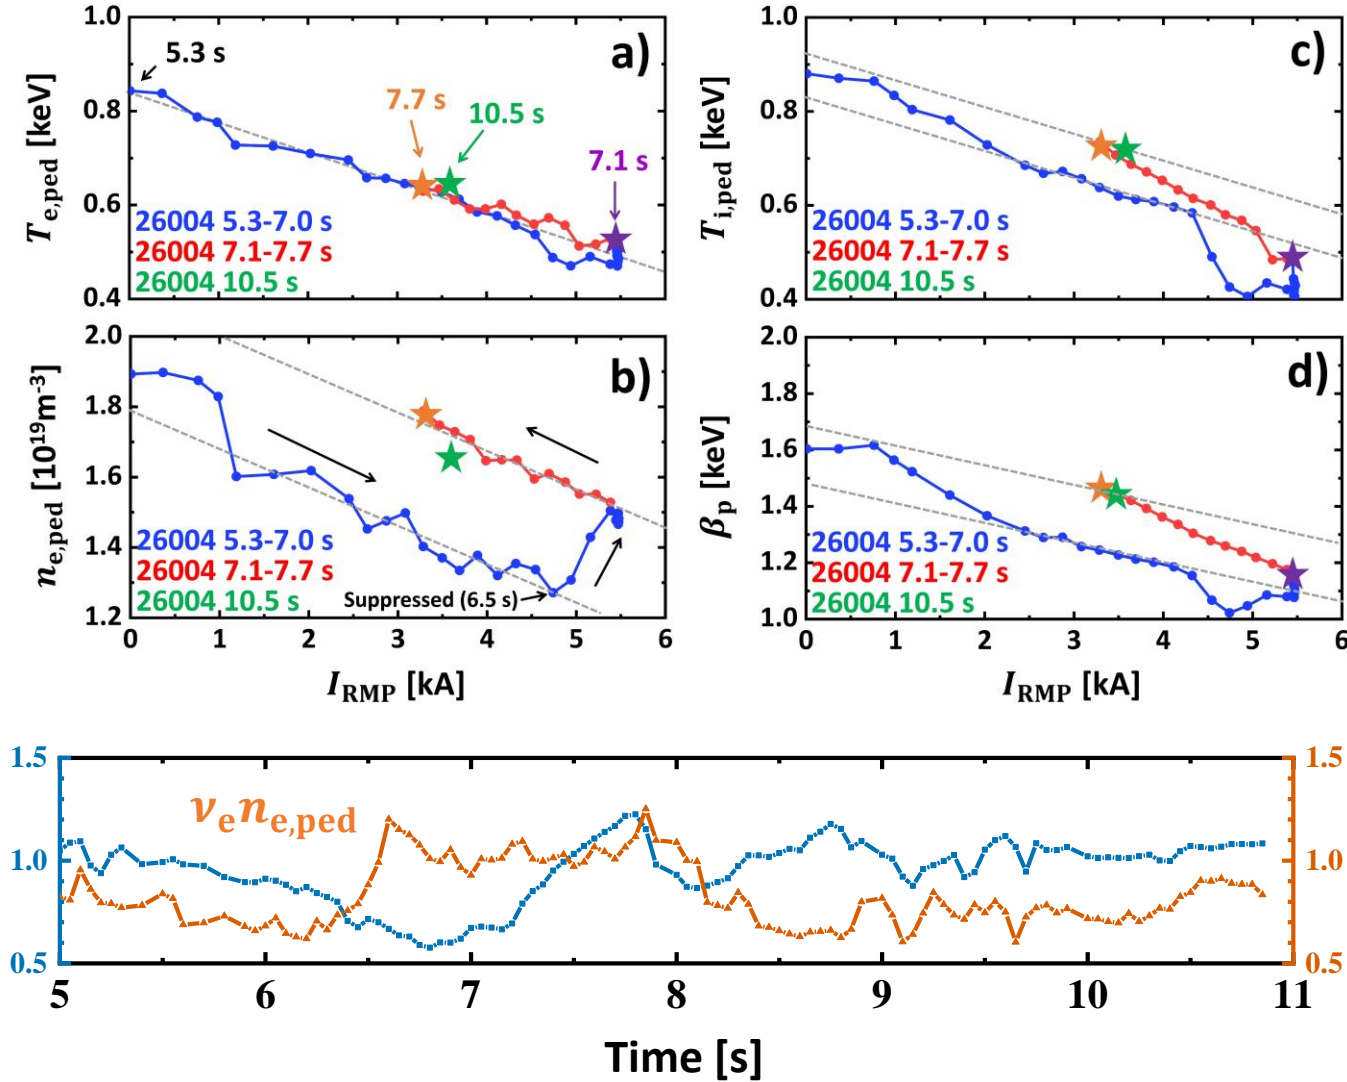 a)
1.0
0.8
0.6
0.4
T_e,ped [keV]
5.3 s
7.7 s
10.5 s
7.1 s
26004 5.3-7.0 s
26004 7.1-7.7 s
26004 10.5 s
c)
1.0
0.8
0.6
0.4
T_i,ped [keV]
26004 5.3-7.0 s
26004 7.1-7.7 s
26004 10.5 s
b)
2.0
1.8
1.6
1.4
1.2
n_e,ped [10^19 m^-3]
26004 5.3-7.0 s
26004 7.1-7.7 s
26004 10.5 s
Suppressed (6.5 s)
0 1 2 3 4 5 6
I_RMP [kA]
d)
2.0
1.8
1.6
1.4
1.2
1.0
β_p [keV]
26004 5.3-7.0 s
26004 7.1-7.7 s
26004 10.5 s
0 1 2 3 4 5 6
I_RMP [kA]
1.5
1.0
0.5
ν_e n_e,ped
1.5
1.0
0.5
5 6 7 8 9 10 11
Time [s]